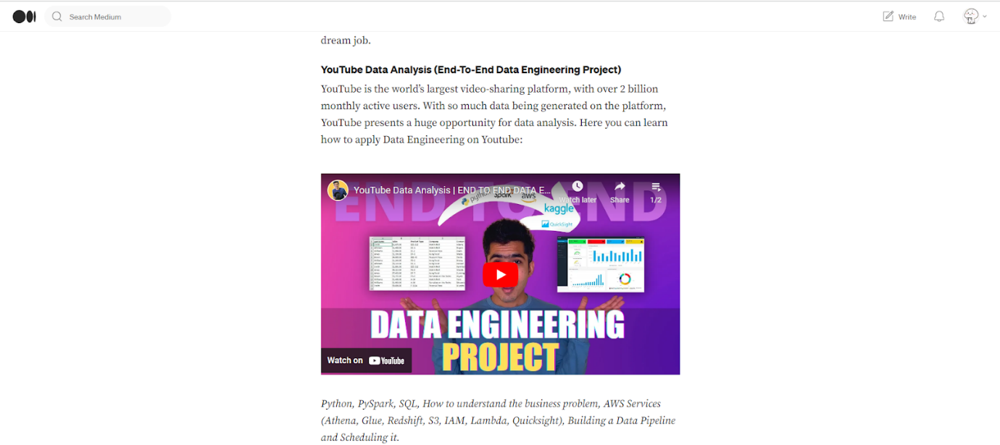 Search Medium
Write
dream job.
YouTube Data Analysis (End-To-End Data Engineering Project)
YouTube is the world’s largest video-sharing platform, with over 2 billion
monthly active users. With so much data being generated on the platform,
YouTube presents a huge opportunity for data analysis. Here you can learn
how to apply Data Engineering on Youtube:
END TO END
YouTube Data Analysis | END TO END DATA E...
Watch later
Share
1/2
python
Spark
aws
kaggle
QuickSight
DATA ENGINEERING
PROJECT
Watch on YouTube
Python, PySpark, SQL, How to understand the business problem, AWS Services
(Athena, Glue, Redshift, S3, IAM, Lambda, Quicksight), Building a Data Pipeline
and Scheduling it.